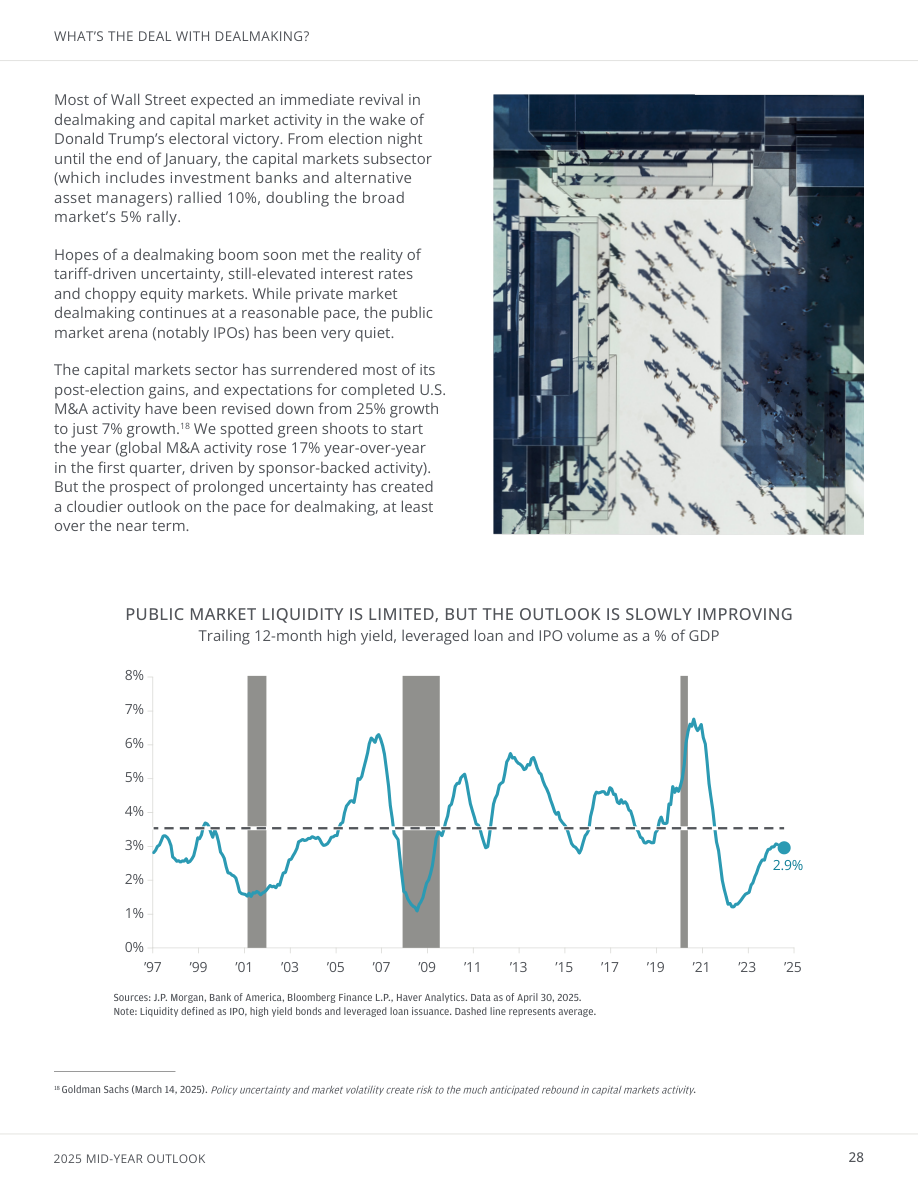 WHAT’S THE DEAL WITH DEALMAKING?
Most of Wall Street expected an immediate revival in
dealmaking and capital market activity in the wake of
Donald Trump’s electoral victory. From election night
until the end of January, the capital markets subsector
(which includes investment banks and alternative
asset managers) rallied 10%, doubling the broad
market’s 5% rally.
Hopes of a dealmaking boom soon met the reality of
tariff-driven uncertainty, still-elevated interest rates
and choppy equity markets. While private market
dealmaking continues at a reasonable pace, the public
market arena (notably IPOs) has been very quiet.
The capital markets sector has surrendered most of its
post-election gains, and expectations for completed U.S.
M&A activity have been revised down from 25% growth
to just 7% growth.¹⁸ We spotted green shoots to start
the year (global M&A activity rose 17% year-over-year
in the first quarter, driven by sponsor-backed activity).
But the prospect of prolonged uncertainty has created
a cloudier outlook on the pace for dealmaking, at least
over the near term.
PUBLIC MARKET LIQUIDITY IS LIMITED, BUT THE OUTLOOK IS SLOWLY IMPROVING
Trailing 12-month high yield, leveraged loan and IPO volume as a % of GDP
8%
7%
6%
5%
4%
3%
2%
1%
0%
2.9%
’97 ’99 ’01 ’03 ’05 ’07 ’09 ’11 ’13 ’15 ’17 ’19 ’21 ’23 ’25
Sources: J.P. Morgan, Bank of America, Bloomberg Finance L.P., Haver Analytics. Data as of April 30, 2025.
Note: Liquidity defined as IPO, high yield bonds and leveraged loan issuance. Dashed line represents average.
¹⁸ Goldman Sachs (March 14, 2025). Policy uncertainty and market volatility create risk to the much anticipated rebound in capital markets activity.
2025 MID-YEAR OUTLOOK
28